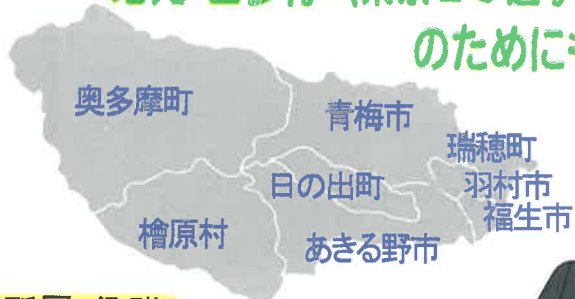 のために
奥多摩町
青梅市
瑞穂町
日の出町
羽村市
福生市
檜原村
あきる野市